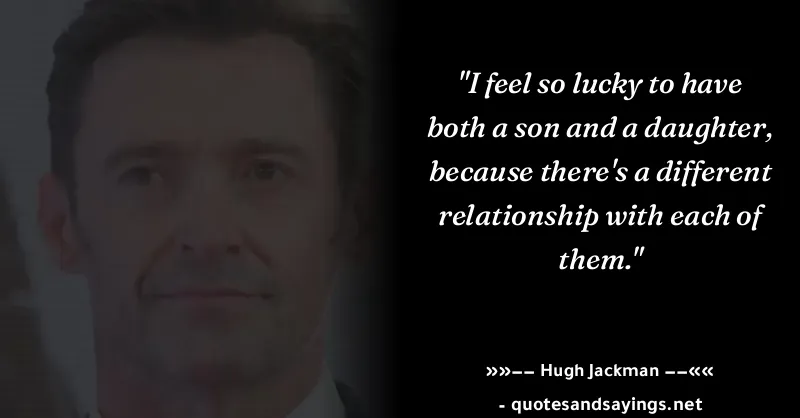 "I feel so lucky to have
both a son and a daughter,
because there's a different
relationship with each of
them."
»»–– Hugh Jackman ––««
- quotesandsayings.net